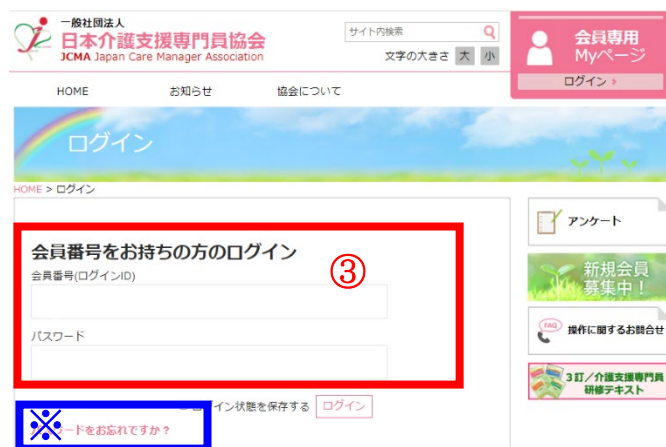 一般社団法人
日本介護支援専門員協会
JCMA Japan Care Manager Association
サイト内検索
文字の大きさ 大 小
会員専用
Myページ
ログイン
HOME お知らせ 協会について
ログイン
HOME > ログイン
会員番号をお持ちの方のログイン
③
会員番号(ログインID)
パスワード
イン状態を保存する ログイン
※
ードをお忘れですか？
アンケート
新規会員
募集中！
FAQ 操作に関するお問合せ
3訂／介護支援専門員
研修テキスト